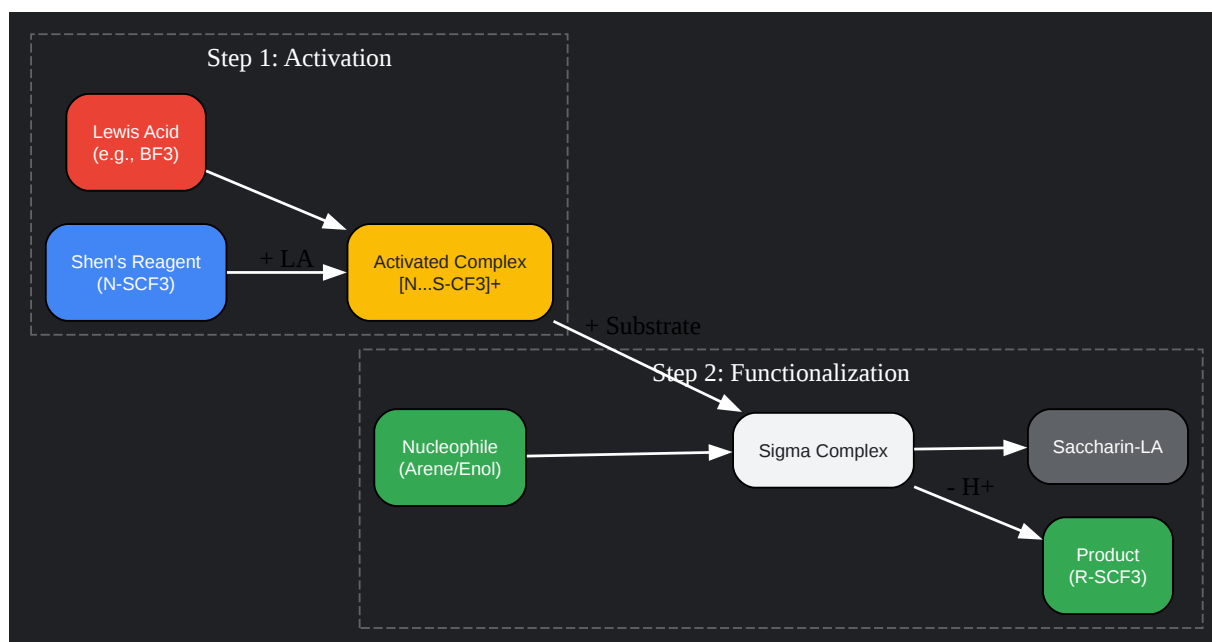 Step 1: Activation
Lewis Acid
(e.g., BF3)
Shen's Reagent
(N-SCF3)
+ LA
Activated Complex
[N...S-CF3]+
+ Substrate
Step 2: Functionalization
Nucleophile
(Arene/Enol)
Sigma Complex
Saccharin-LA
- H+
Product
(R-SCF3)